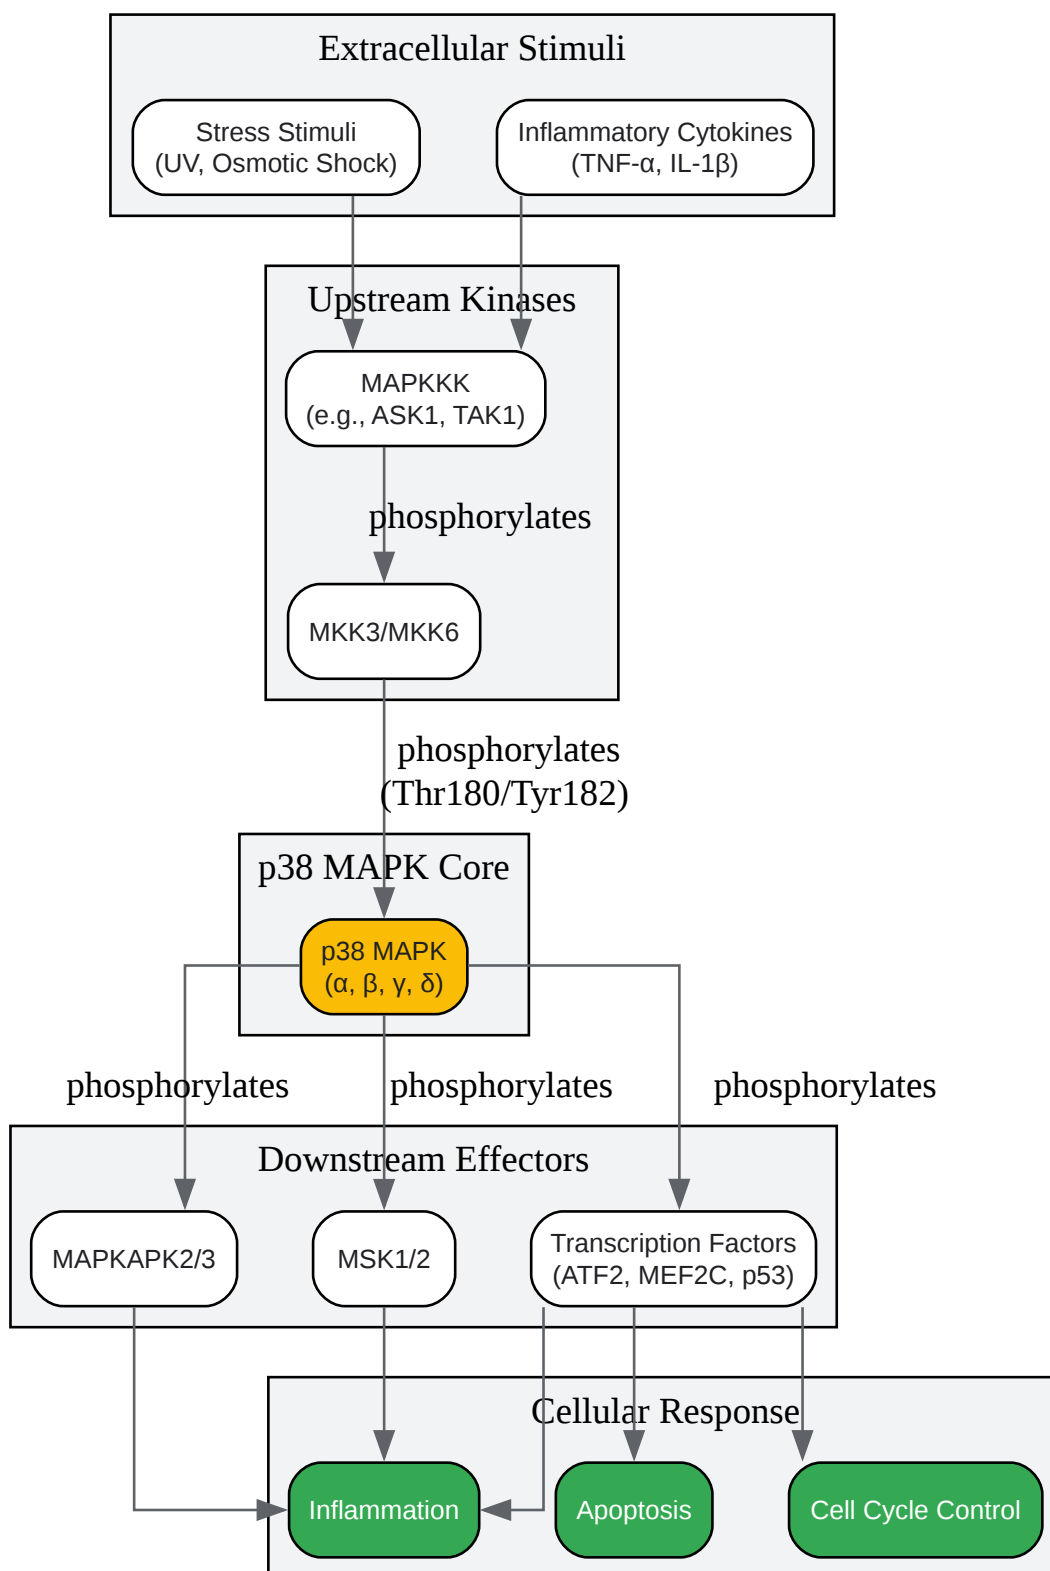 Extracellular Stimuli
Stress Stimuli
(UV, Osmotic Shock)
Inflammatory Cytokines
(TNF-α, IL-1β)
Upstream Kinases
MAPKKK
(e.g., ASK1, TAK1)
phosphorylates
MKK3/MKK6
phosphorylates
(Thr180/Tyr182)
p38 MAPK Core
p38 MAPK
(α, β, γ, δ)
phosphorylates
phosphorylates
phosphorylates
Downstream Effectors
MAPKAPK2/3
MSK1/2
Transcription Factors
(ATF2, MEF2C, p53)
Cellular Response
Inflammation
Apoptosis
Cell Cycle Control